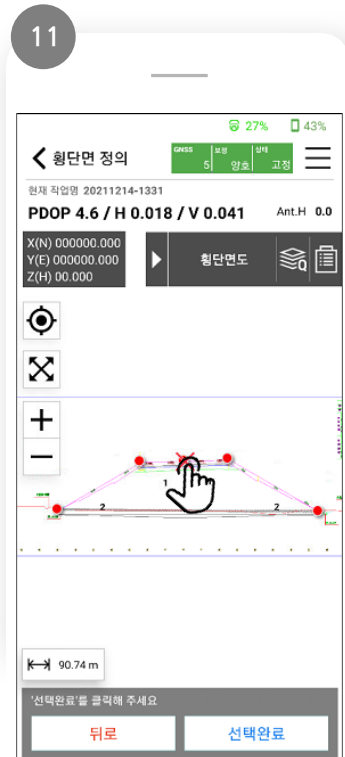 11
27% 43%
횡단면 정의
GNSS 5 보정 양호 상태 고정
현재 작업명 20211214-1331
PDOP 4.6 / H 0.018 / V 0.041 Ant.H 0.0
X(N) 000000.000
Y(E) 000000.000
Z(H) 00.000
횡단면도
Q
1
2 2
90.74 m
'선택완료'를 클릭해 주세요
뒤로 선택완료